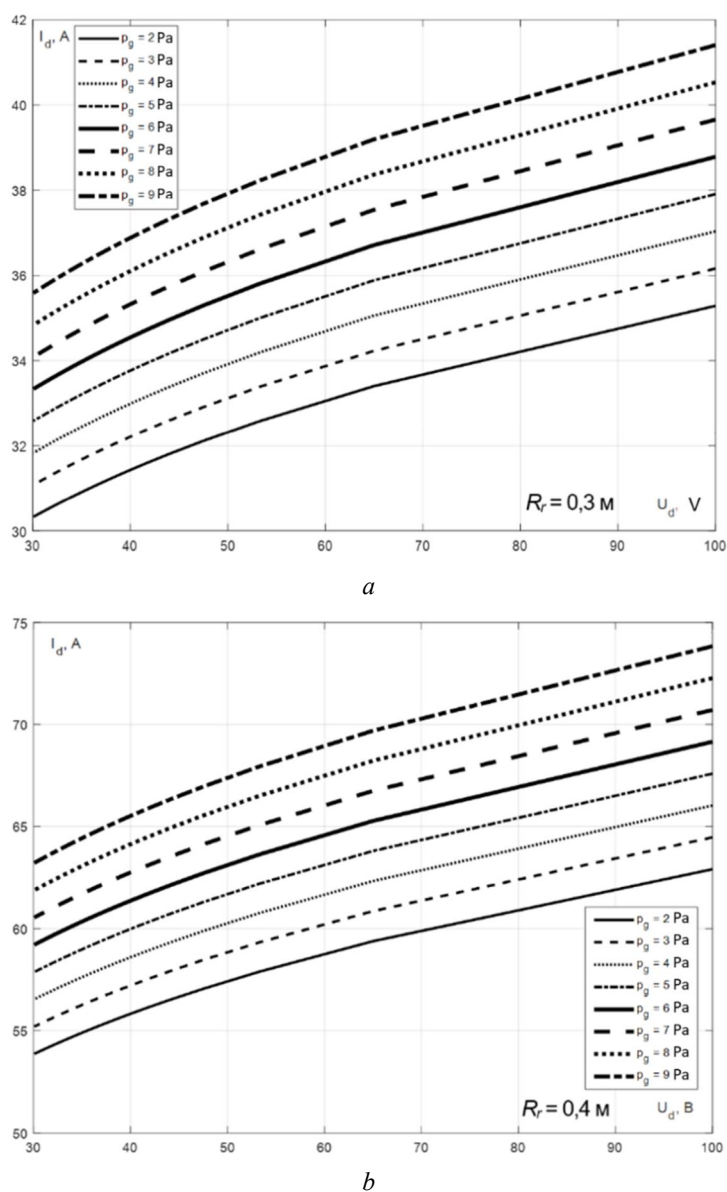 42
I_d, A
p_g = 2 Pa
p_g = 3 Pa
p_g = 4 Pa
p_g = 5 Pa
p_g = 6 Pa
p_g = 7 Pa
p_g = 8 Pa
p_g = 9 Pa
40
38
36
34
32
30
R_r = 0,3 м
U_d, V
30 40 50 60 70 80 90 100
a
75
I_d, A
70
65
60
55
50
p_g = 2 Pa
p_g = 3 Pa
p_g = 4 Pa
p_g = 5 Pa
p_g = 6 Pa
p_g = 7 Pa
p_g = 8 Pa
p_g = 9 Pa
R_r = 0,4 м
U_d, В
30 40 50 60 70 80 90 100
b